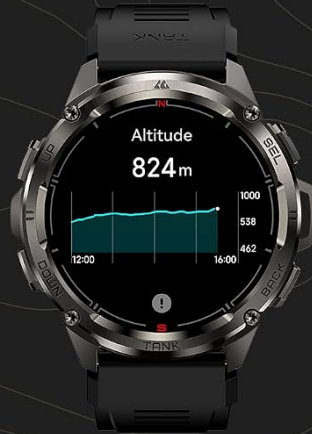 TANK
N
Altitude
824m
UP
SEL
1000
538
462
12:00
16:00
!
DOWN
BACK
S
TANK